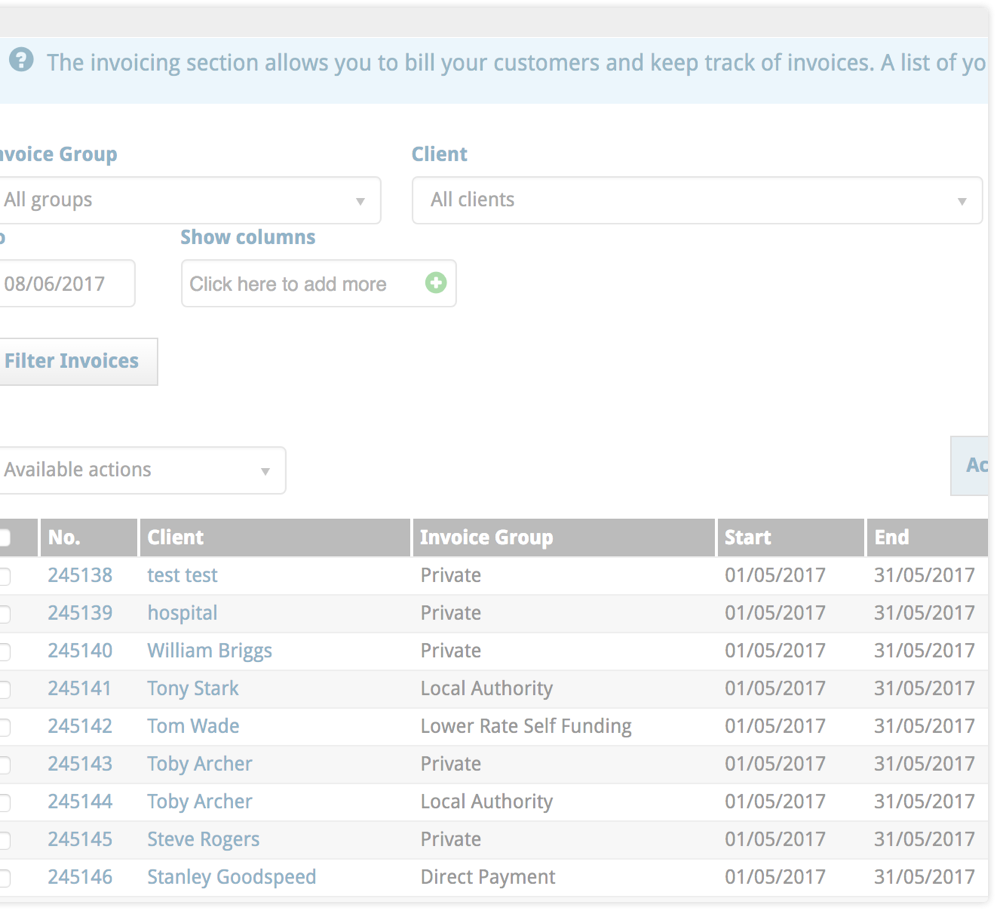 The invoicing section allows you to bill your customers and keep track of invoices. A list of yo
nvoice Group Client
All groups All clients
o Show columns
08/06/2017 Click here to add more
Filter Invoices
Available actions Ac
No. Client Invoice Group Start End
245138 test test Private 01/05/2017 31/05/2017
245139 hospital Private 01/05/2017 31/05/2017
245140 William Briggs Private 01/05/2017 31/05/2017
245141 Tony Stark Local Authority 01/05/2017 31/05/2017
245142 Tom Wade Lower Rate Self Funding 01/05/2017 31/05/2017
245143 Toby Archer Private 01/05/2017 31/05/2017
245144 Toby Archer Local Authority 01/05/2017 31/05/2017
245145 Steve Rogers Private 01/05/2017 31/05/2017
245146 Stanley Goodspeed Direct Payment 01/05/2017 31/05/2017